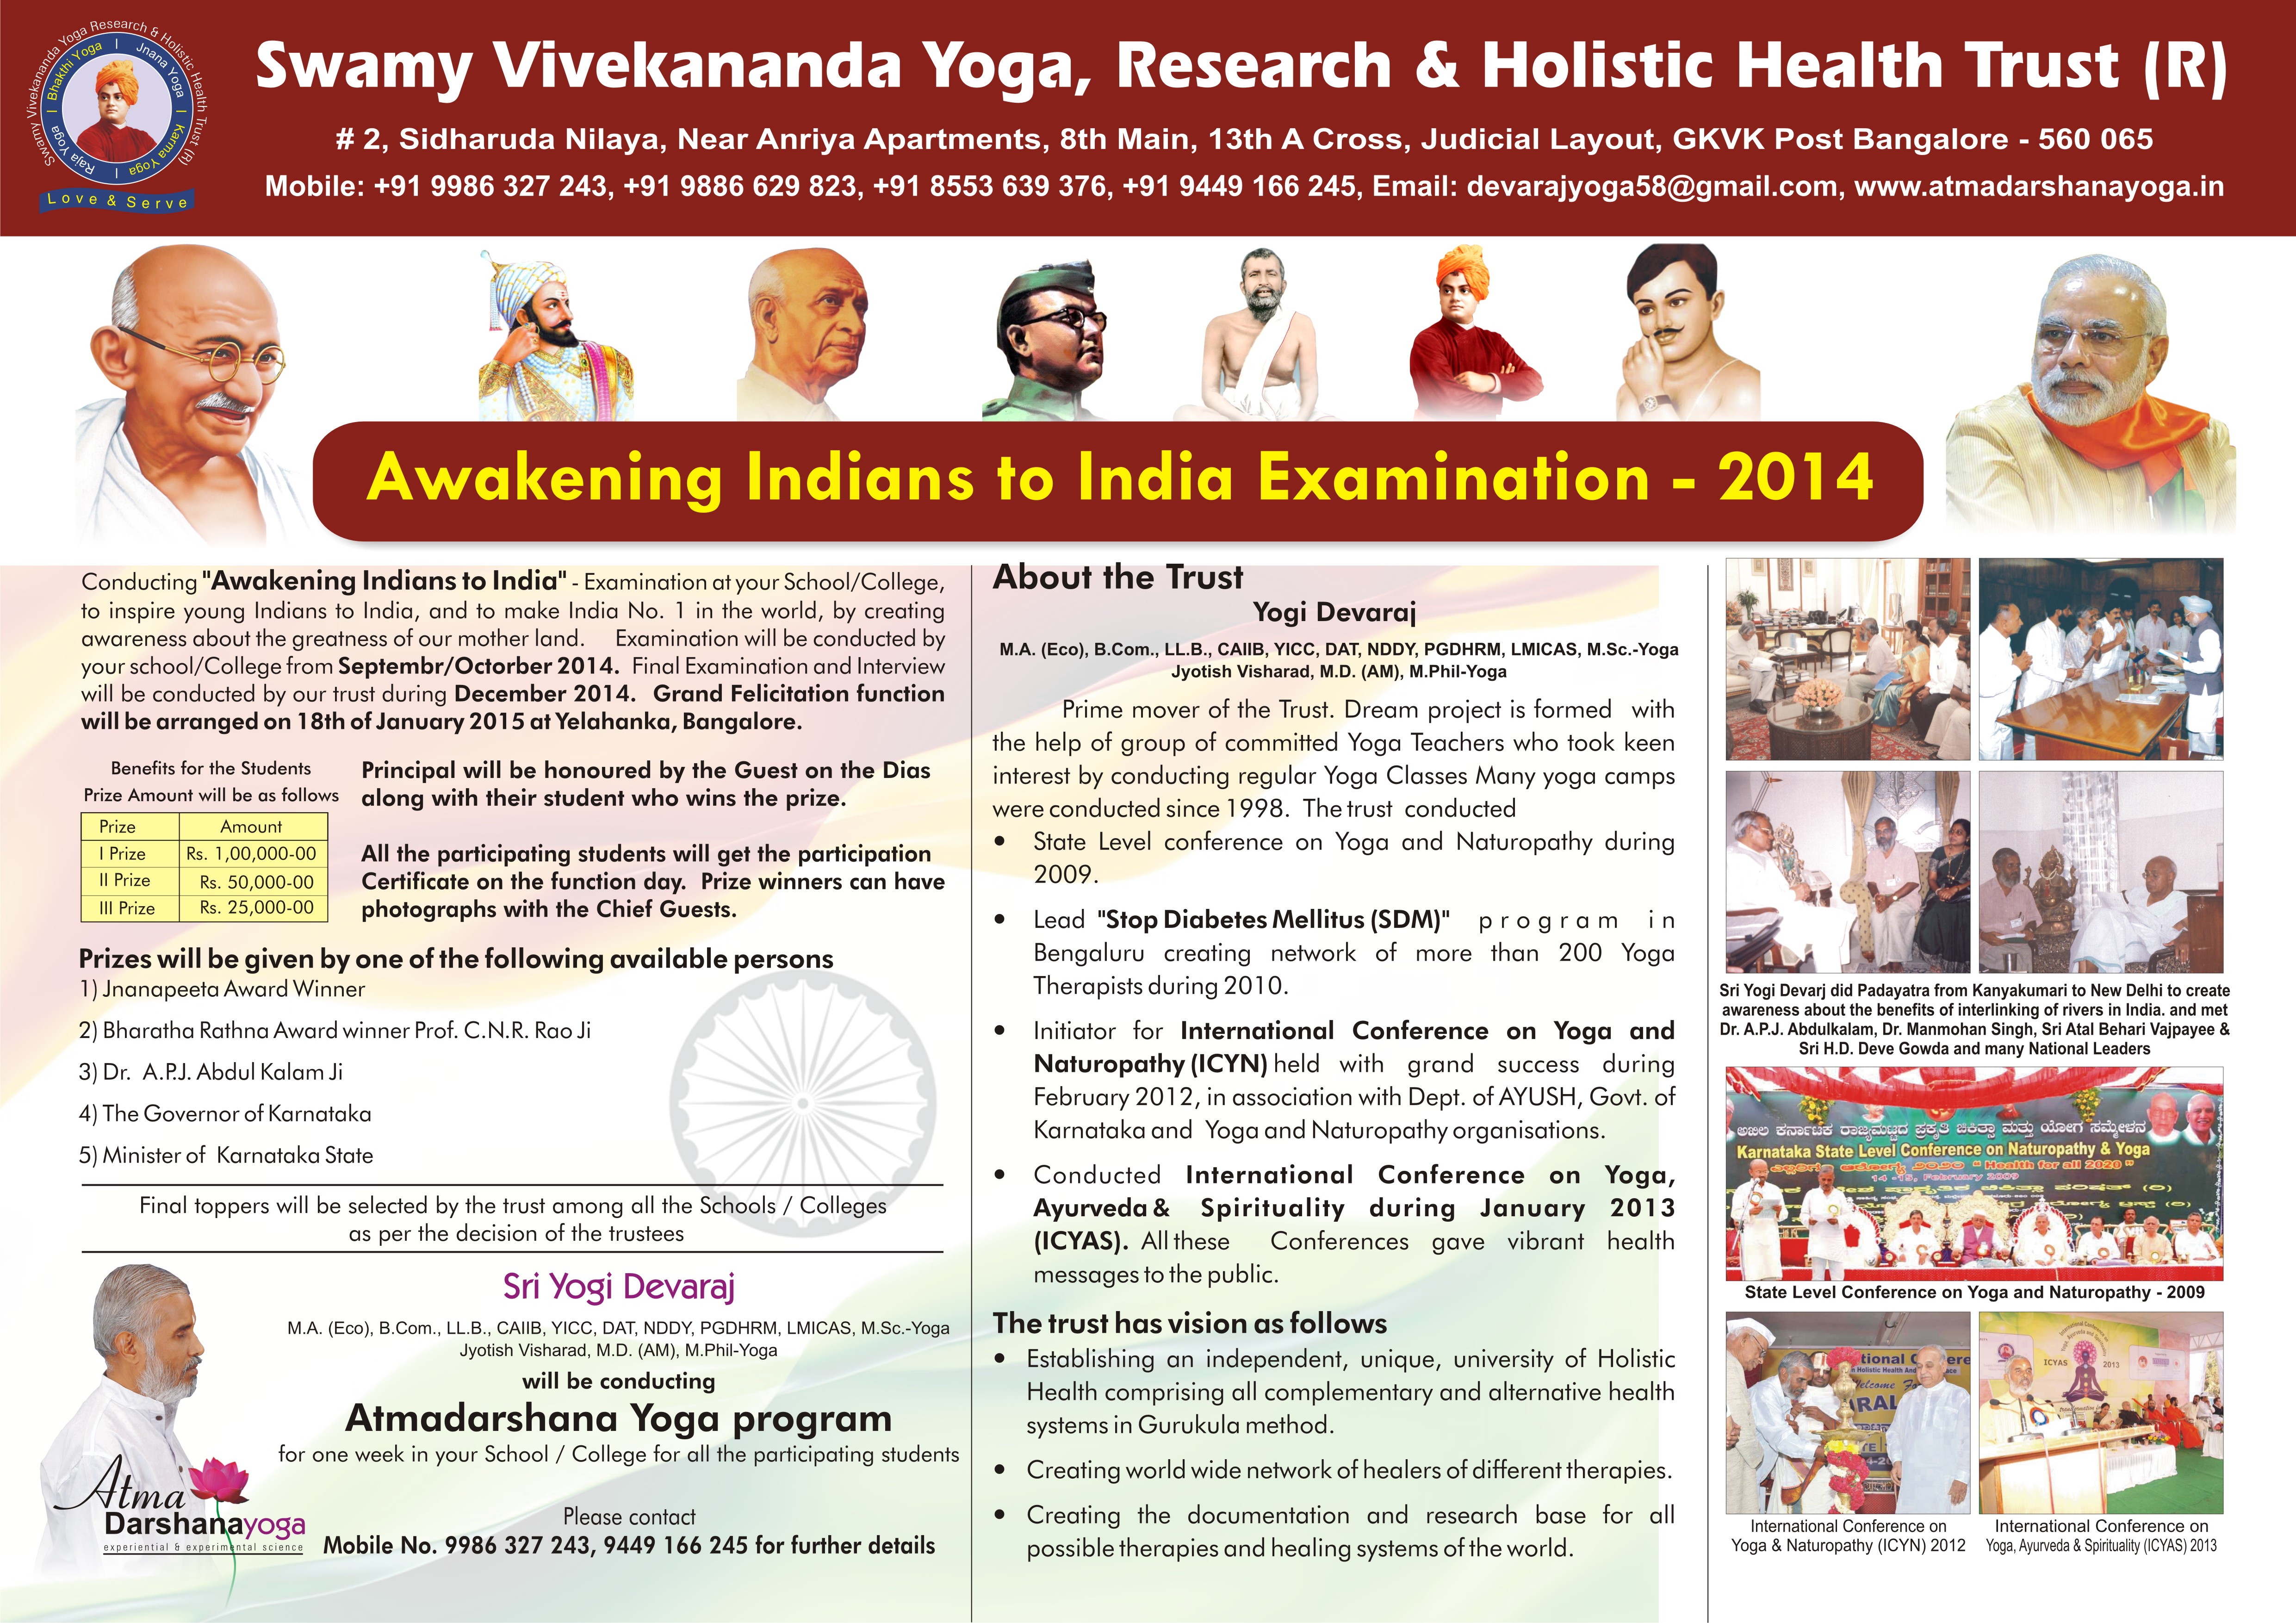 Swamy Vivekananda Yoga Research & Holistic Health Trust (R)
Bhakthi Yoga | Jnana Yoga | Karma Yoga | Raja Yoga |
Love & Serve
Swamy Vivekananda Yoga, Research & Holistic Health Trust (R)
# 2, Sidharuda Nilaya, Near Anriya Apartments, 8th Main, 13th A Cross, Judicial Layout, GKVK Post Bangalore - 560 065
Mobile: +91 9986 327 243, +91 9886 629 823, +91 8553 639 376, +91 9449 166 245, Email: devarajyoga58@gmail.com, www.atmadarshanayoga.in
Awakening Indians to India Examination - 2014
Conducting "Awakening Indians to India" - Examination at your School/College,
to inspire young Indians to India, and to make India No. 1 in the world, by creating
awareness about the greatness of our mother land. Examination will be conducted by
your school/College from Septembr/Octorber 2014. Final Examination and Interview
will be conducted by our trust during December 2014. Grand Felicitation function
will be arranged on 18th of January 2015 at Yelahanka, Bangalore.
Benefits for the Students
Prize Amount will be as follows
Prize Amount
I Prize Rs. 1,00,000-00
II Prize Rs. 50,000-00
III Prize Rs. 25,000-00
Principal will be honoured by the Guest on the Dias
along with their student who wins the prize.
All the participating students will get the participation
Certificate on the function day. Prize winners can have
photographs with the Chief Guests.
Prizes will be given by one of the following available persons
1) Jnanapeeta Award Winner
2) Bharatha Rathna Award winner Prof. C.N.R. Rao Ji
3) Dr. A.P.J. Abdul Kalam Ji
4) The Governor of Karnataka
5) Minister of Karnataka State
Final toppers will be selected by the trust among all the Schools / Colleges
as per the decision of the trustees
Sri Yogi Devaraj
M.A. (Eco), B.Com., LL.B., CAIIB, YICC, DAT, NDDY, PGDHRM, LMICAS, M.Sc.-Yoga
Jyotish Visharad, M.D. (AM), M.Phil-Yoga
will be conducting
Atmadarshana Yoga program
for one week in your School / College for all the participating students
Please contact
Mobile No. 9986 327 243, 9449 166 245 for further details
Atma
Darshanayoga
experiential & experimental science
About the Trust
Yogi Devaraj
M.A. (Eco), B.Com., LL.B., CAIIB, YICC, DAT, NDDY, PGDHRM, LMICAS, M.Sc.-Yoga
Jyotish Visharad, M.D. (AM), M.Phil-Yoga
Prime mover of the Trust. Dream project is formed with
the help of group of committed Yoga Teachers who took keen
interest by conducting regular Yoga Classes Many yoga camps
were conducted since 1998. The trust conducted
• State Level conference on Yoga and Naturopathy during
2009.
• Lead "Stop Diabetes Mellitus (SDM)" program in
Bengaluru creating network of more than 200 Yoga
Therapists during 2010.
• Initiator for International Conference on Yoga and
Naturopathy (ICYN) held with grand success during
February 2012, in association with Dept. of AYUSH, Govt. of
Karnataka and Yoga and Naturopathy organisations.
• Conducted International Conference on Yoga,
Ayurveda & Spirituality during January 2013
(ICYAS). All these Conferences gave vibrant health
messages to the public.
The trust has vision as follows
• Establishing an independent, unique, university of Holistic
Health comprising all complementary and alternative health
systems in Gurukula method.
• Creating world wide network of healers of different therapies.
• Creating the documentation and research base for all
possible therapies and healing systems of the world.
Sri Yogi Devarj did Padayatra from Kanyakumari to New Delhi to create
awareness about the benefits of interlinking of rivers in India. and met
Dr. A.P.J. Abdulkalam, Dr. Manmohan Singh, Sri Atal Behari Vajpayee &
Sri H.D. Deve Gowda and many National Leaders
ಅಖಿಲ ಕರ್ನಾಟಕ ರಾಜ್ಯಮಟ್ಟದ ಪ್ರಕೃತಿ ಚಿಕಿತ್ಸಾ ಮತ್ತು ಯೋಗ ಸಮ್ಮೇಳನ
Karnataka State Level Conference on Naturopathy & Yoga
"Health for all 2020"
14 -15, February 2009
State Level Conference on Yoga and Naturopathy - 2009
Welcome
ICYAS 2013
International Conference on
Yoga & Naturopathy (ICYN) 2012
International Conference on
Yoga, Ayurveda & Spirituality (ICYAS) 2013